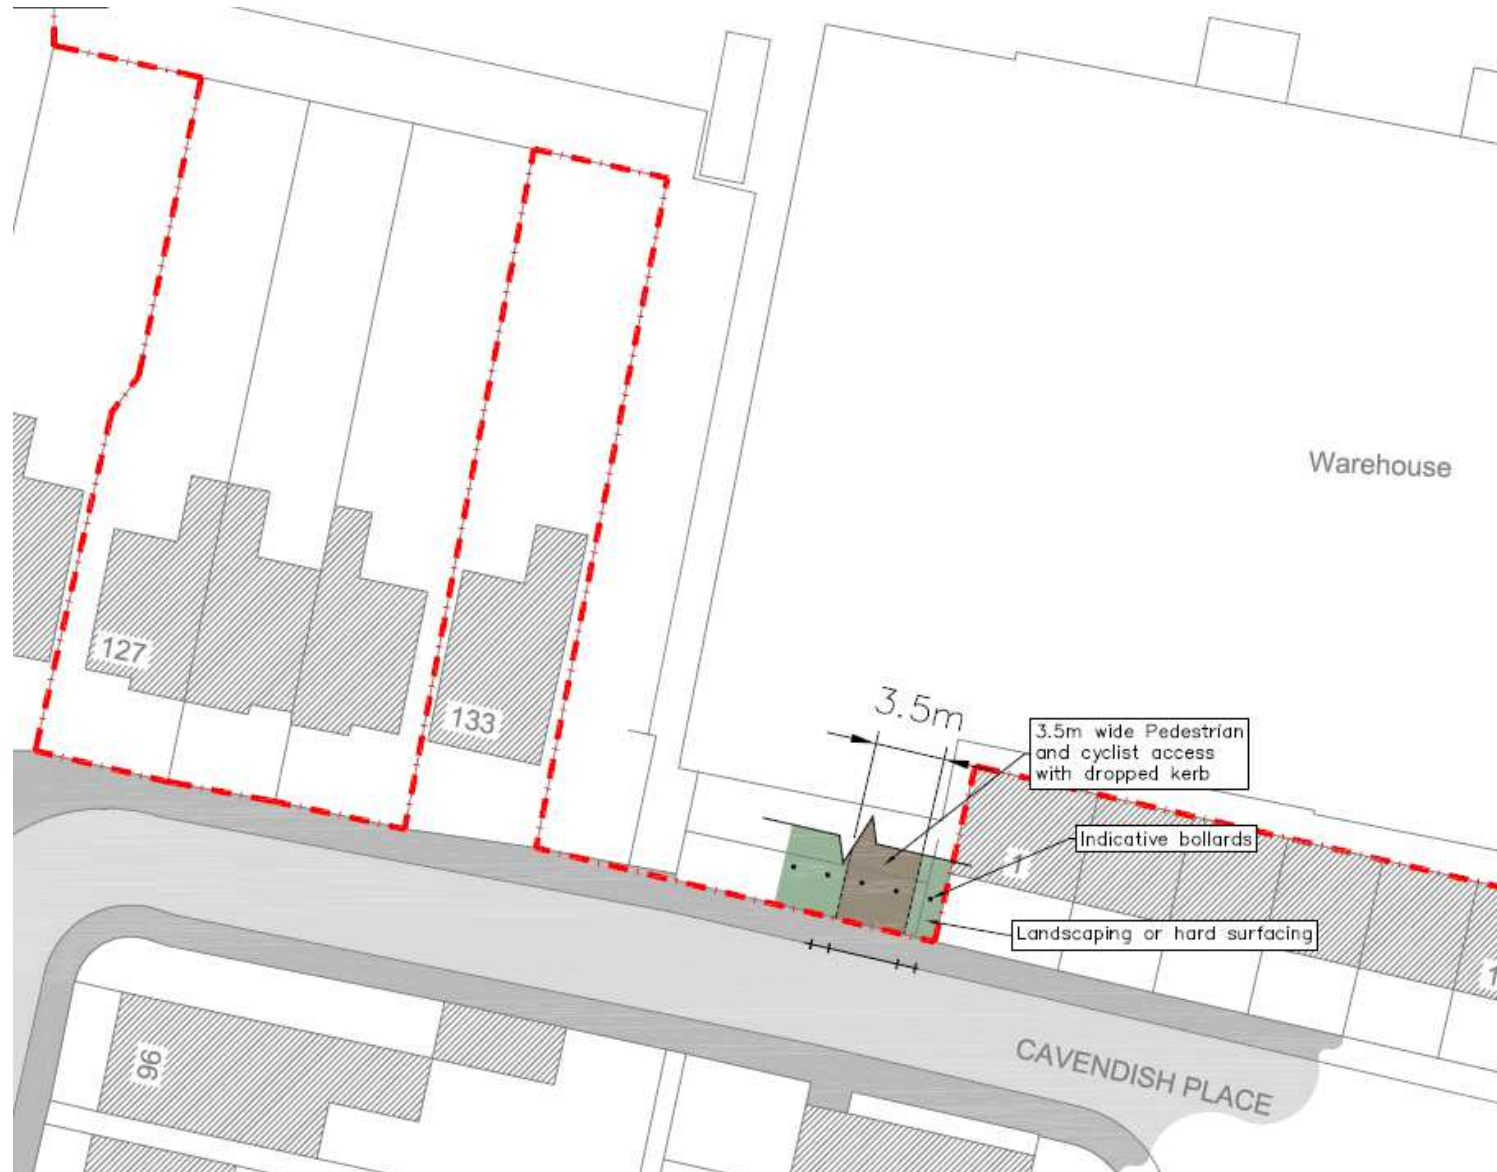 Warehouse
127
133
3.5m
3.5m wide Pedestrian
and cyclist access
with dropped kerb
Indicative bollards
1
Landscaping or hard surfacing
1
CAVENDISH PLACE
96